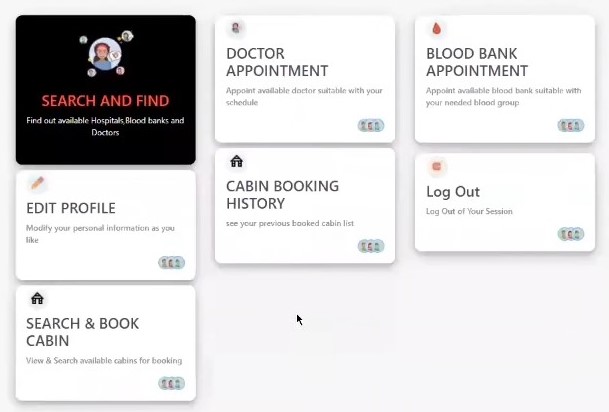 SEARCH AND FIND
Find out available Hospitals,Blood banks and
Doctors
EDIT PROFILE
Modify your personal information as you
like
SEARCH & BOOK
CABIN
View & Search available cabins for booking
DOCTOR
APPOINTMENT
Appoint available doctor suitable with your
schedule
CABIN BOOKING
HISTORY
see your previous booked cabin list
BLOOD BANK
APPOINTMENT
Appoint available blood bank suitable with
your needed blood group
Log Out
Log Out of Your Session